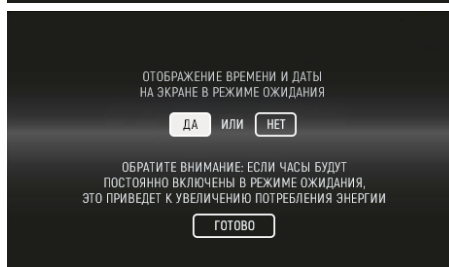 ОТОБРАЖЕНИЕ ВРЕМЕНИ И ДАТЫ
НА ЭКРАНЕ В РЕЖИМЕ ОЖИДАНИЯ
ДА ИЛИ НЕТ
ОБРАТИТЕ ВНИМАНИЕ: ЕСЛИ ЧАСЫ БУДУТ
ПОСТОЯННО ВКЛЮЧЕНЫ В РЕЖИМЕ ОЖИДАНИЯ,
ЭТО ПРИВЕДЕТ К УВЕЛИЧЕНИЮ ПОТРЕБЛЕНИЯ ЭНЕРГИИ
ГОТОВО